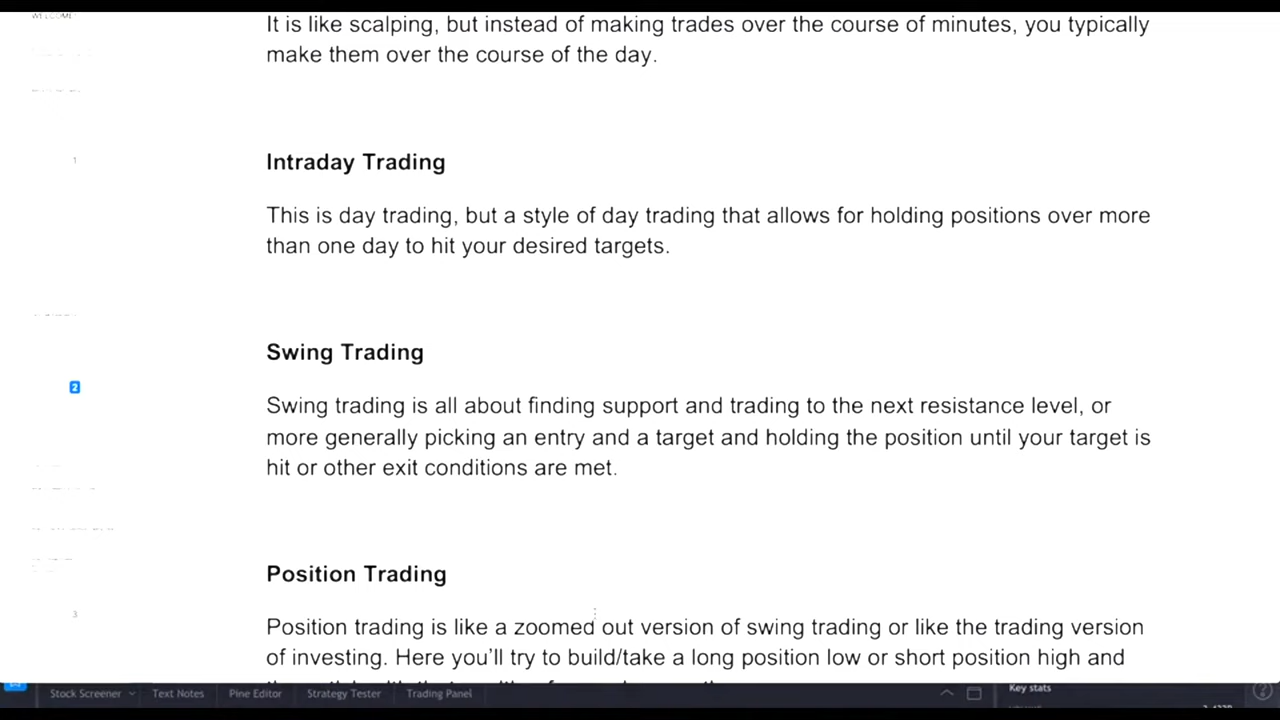 WELCOME
It is like scalping, but instead of making trades over the course of minutes, you typically
make them over the course of the day.
1
Intraday Trading
This is day trading, but a style of day trading that allows for holding positions over more
than one day to hit your desired targets.
Swing Trading
2
Swing trading is all about finding support and trading to the next resistance level, or
more generally picking an entry and a target and holding the position until your target is
hit or other exit conditions are met.
Position Trading
3
Position trading is like a zoomed out version of swing trading or like the trading version
of investing. Here you’ll try to build/take a long position low or short position high and
Stock Screener
Text Notes
Pine Editor
Strategy Tester
Trading Panel
Key stats